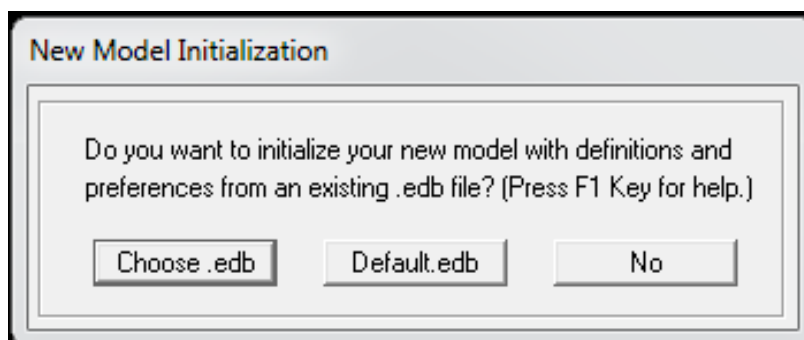 New Model Initialization
Do you want to initialize your new model with definitions and
preferences from an existing .edb file? (Press F1 Key for help.)
Choose .edb
Default.edb
No